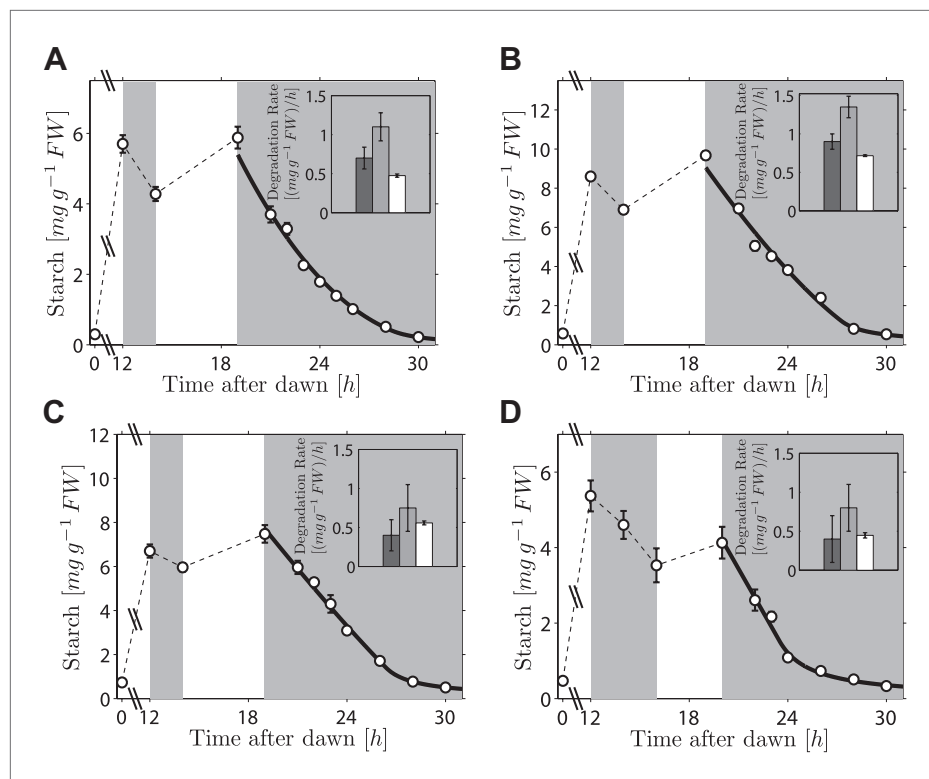 A
Starch [mg g⁻¹ FW]
0
2
4
6
0
12
18
24
30
Time after dawn [h]
Degradation Rate
[(mg g⁻¹ FW)/h]
0
0.5
1
1.5
B
Starch [mg g⁻¹ FW]
0
2
4
6
8
10
12
0
12
18
24
30
Time after dawn [h]
Degradation Rate
[(mg g⁻¹ FW)/h]
0
0.5
1
1.5
C
Starch [mg g⁻¹ FW]
0
2
4
6
8
10
12
0
12
18
24
30
Time after dawn [h]
Degradation Rate
[(mg g⁻¹ FW)/h]
0
0.5
1
1.5
D
Starch [mg g⁻¹ FW]
0
2
4
6
0
12
18
24
30
Time after dawn [h]
Degradation Rate
[(mg g⁻¹ FW)/h]
0
0.5
1
1.5